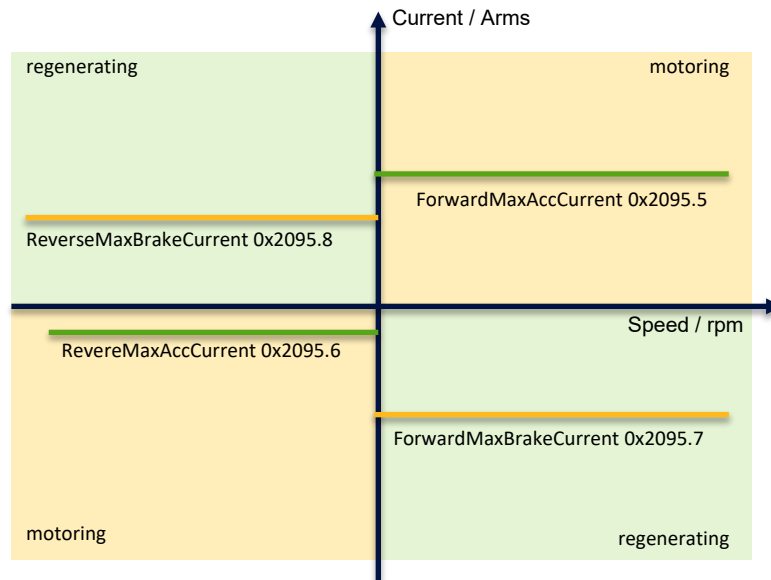 Current / Arms
regenerating
motoring
ForwardMaxAccCurrent 0x2095.5
ReverseMaxBrakeCurrent 0x2095.8
Speed / rpm
RevereMaxAccCurrent 0x2095.6
ForwardMaxBrakeCurrent 0x2095.7
motoring
regenerating